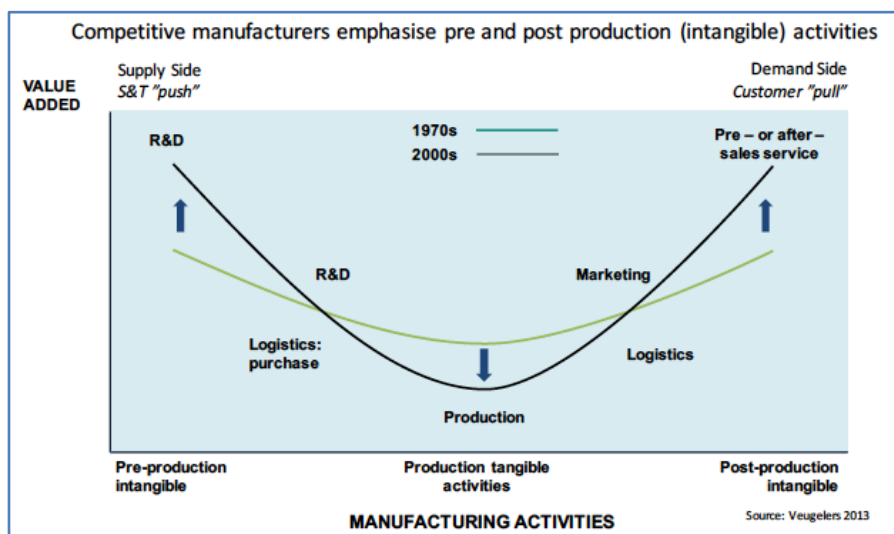 Competitive manufacturers emphasise pre and post production (intangible) activities
VALUE
ADDED
Supply Side
S&T "push"
Demand Side
Customer "pull"
R&D
1970s
2000s
Pre – or after –
sales service
R&D
Marketing
Logistics:
purchase
Logistics
Production
Pre-production
intangible
Production tangible
activities
Post-production
intangible
MANUFACTURING ACTIVITIES
Source: Veugelers 2013